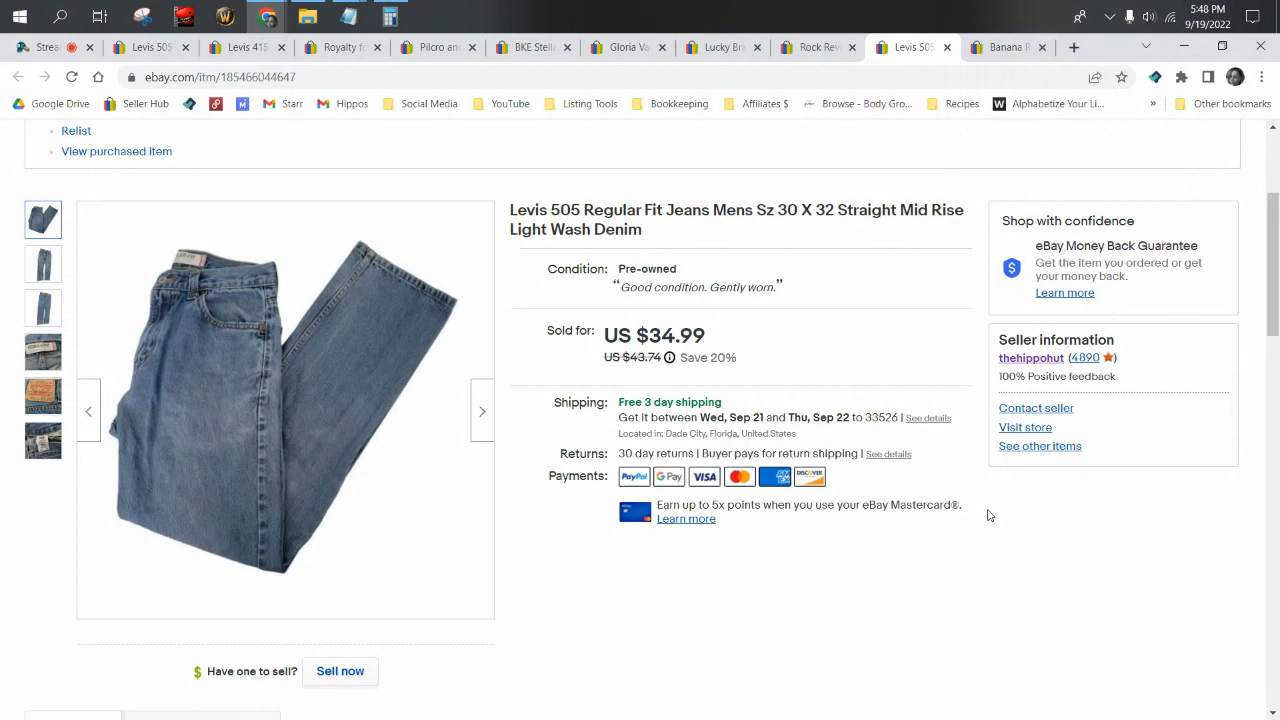 5:48 PM
9/19/2022
Strea
Levis 505
Levis 415
Royalty fo
Pilcro an
BKE Stella
Gloria Va
Lucky Bra
Rock Rev
Levis 505
Banana R
ebay.com/itm/185466044647
Google Drive
Seller Hub
Starr
Hippos
Social Media
YouTube
Listing Tools
Bookkeeping
Affiliates $
Browse - Body Gro...
Recipes
Alphabetize Your Li...
»
Other bookmarks
Relist
View purchased item
Levis 505 Regular Fit Jeans Mens Sz 30 X 32 Straight Mid Rise
Light Wash Denim
Condition: Pre-owned
“Good condition. Gently worn.”
Sold for: US $34.99
US $43.74 Save 20%
Shipping: Free 3 day shipping
Get it between Wed, Sep 21 and Thu, Sep 22 to 33526 | See details
Located in: Dade City, Florida, United States
Returns: 30 day returns | Buyer pays for return shipping | See details
Payments: PayPal G Pay VISA DISCOVER
Earn up to 5x points when you use your eBay Mastercard®.
Learn more
Shop with confidence
eBay Money Back Guarantee
Get the item you ordered or get
your money back.
Learn more
Seller information
thehippohut (4890 )
100% Positive feedback
Contact seller
Visit store
See other items
Have one to sell? Sell now